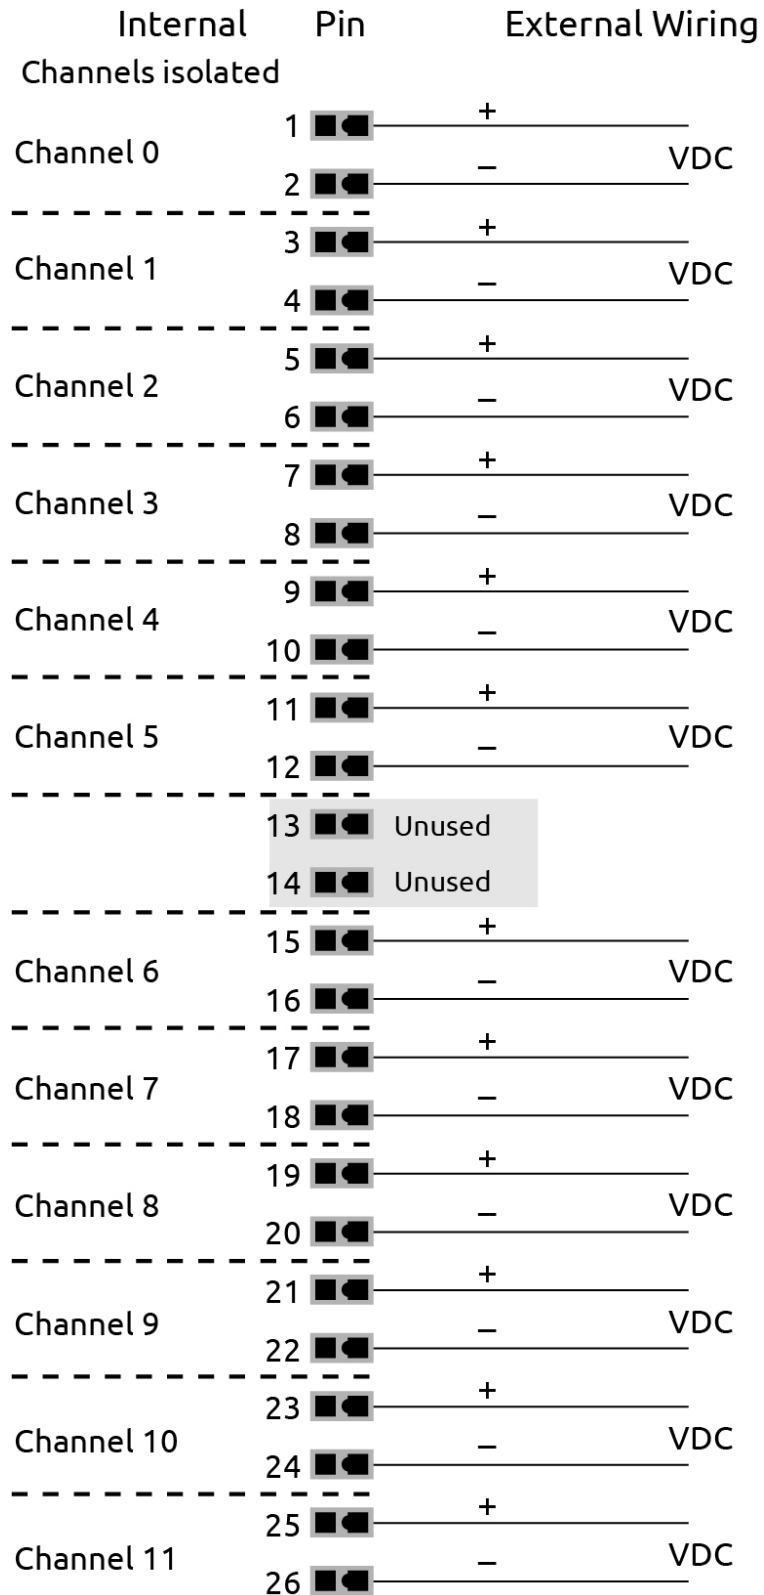 Internal Pin External Wiring
Channels isolated
1 +
Channel 0 VDC
2 –
3 +
Channel 1 VDC
4 –
5 +
Channel 2 VDC
6 –
7 +
Channel 3 VDC
8 –
9 +
Channel 4 VDC
10 –
11 +
Channel 5 VDC
12 –
13 Unused
14 Unused
15 +
Channel 6 VDC
16 –
17 +
Channel 7 VDC
18 –
19 +
Channel 8 VDC
20 –
21 +
Channel 9 VDC
22 –
23 +
Channel 10 VDC
24 –
25 +
Channel 11 VDC
26 –